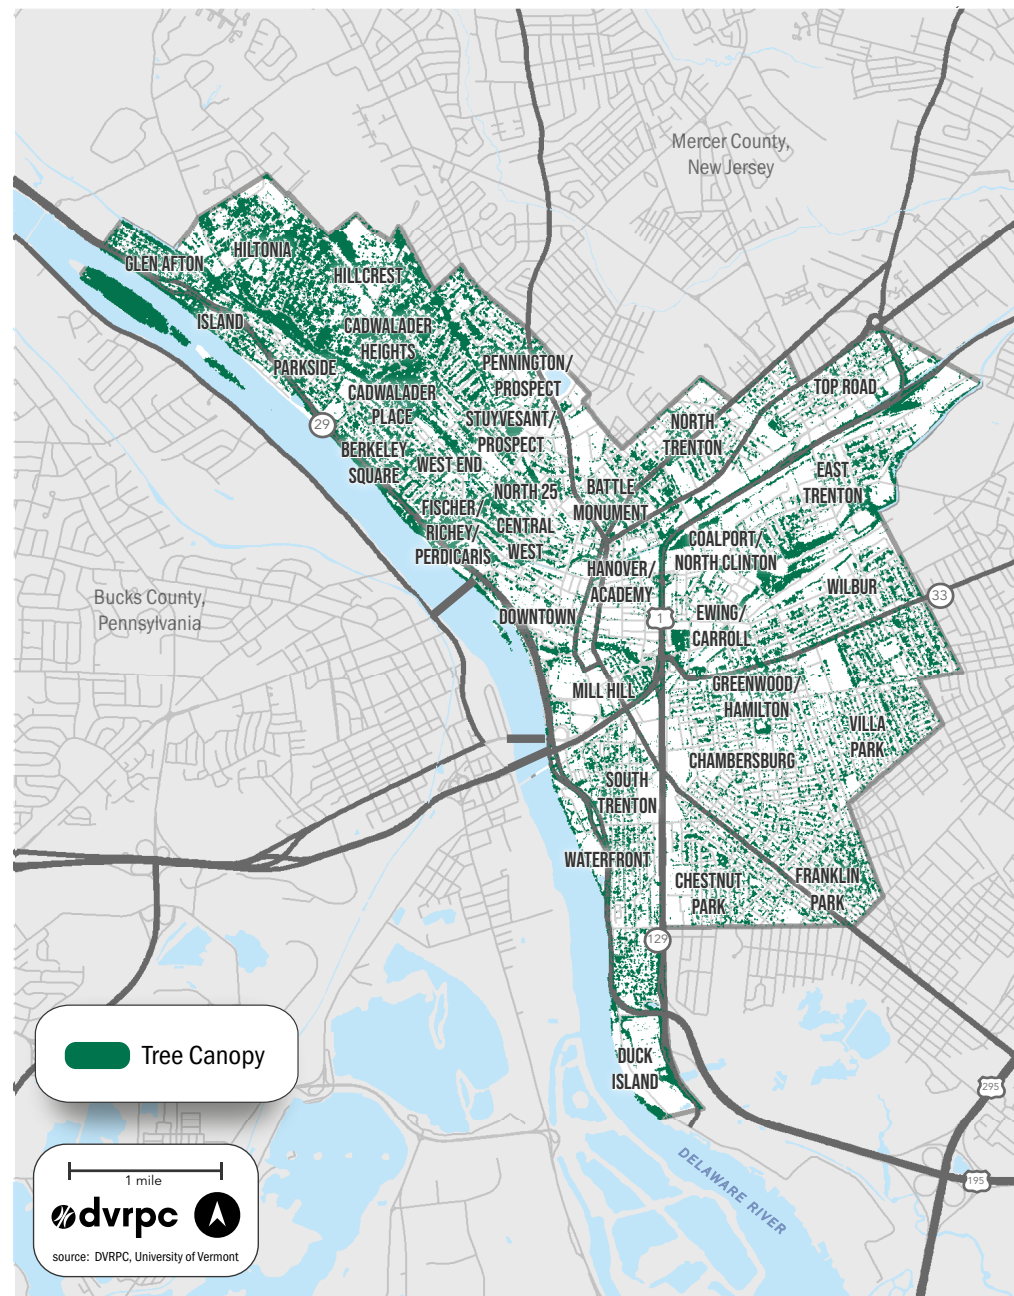 Mercer County,
New Jersey
HILTONIA
GLEN AFTON
HILLCREST
ISLAND
CADWALADER
HEIGHTS
PARKSIDE
PENNINGTON/
PROSPECT
TOP ROAD
CADWALADER
PLACE
STUYVESANT/
PROSPECT
NORTH
TRENTON
29
BERKELEY
SQUARE
WEST END
EAST
TRENTON
NORTH 25
BATTLE
MONUMENT
FISCHER/
RICHEY/
PERDICARIS
CENTRAL
WEST
COALPORT/
NORTH CLINTON
HANOVER/
ACADEMY
WILBUR
33
Bucks County,
Pennsylvania
DOWNTOWN
1
EWING/
CARROLL
MILL HILL
GREENWOOD/
HAMILTON
VILLA
PARK
CHAMBERSBURG
SOUTH
TRENTON
WATERFRONT
CHESTNUT
PARK
FRANKLIN
PARK
129
Tree Canopy
DUCK
ISLAND
295
195
DELAWARE RIVER
1 mile
dvrpc
source: DVRPC, University of Vermont